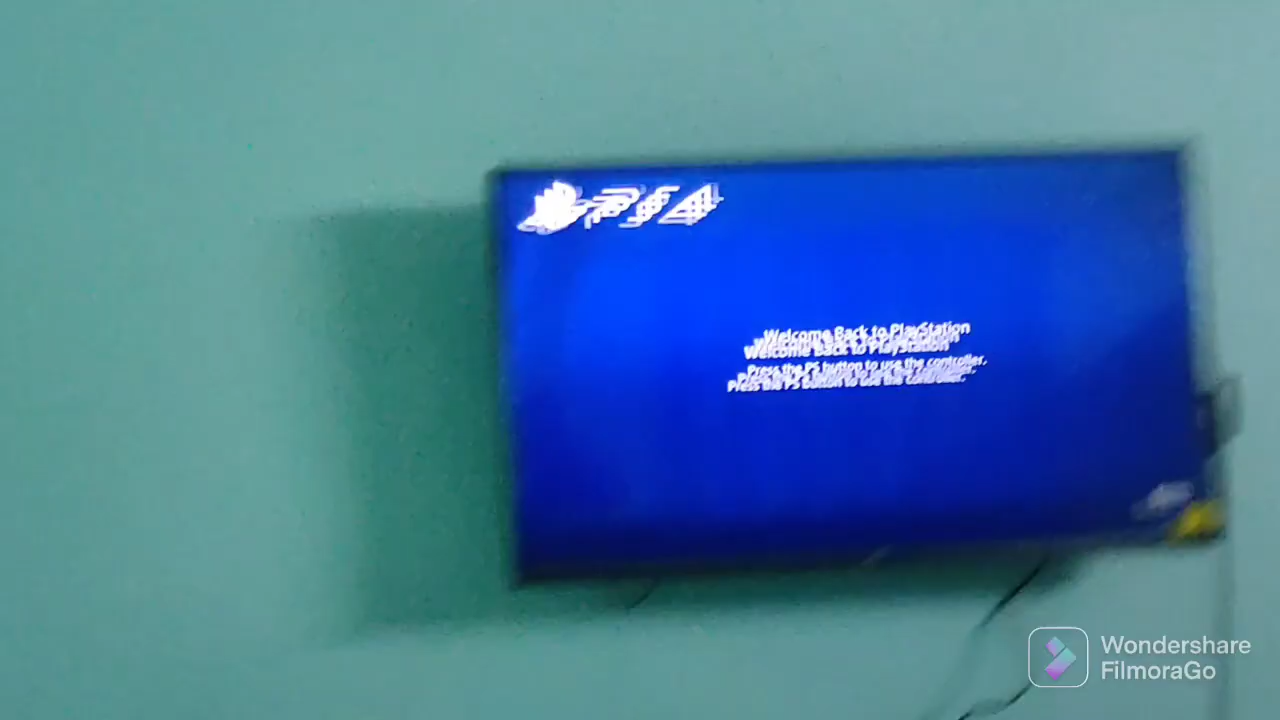 PS4
Welcome Back to PlayStation
Press the PS button to use the controller.
Wondershare
FilmoraGo